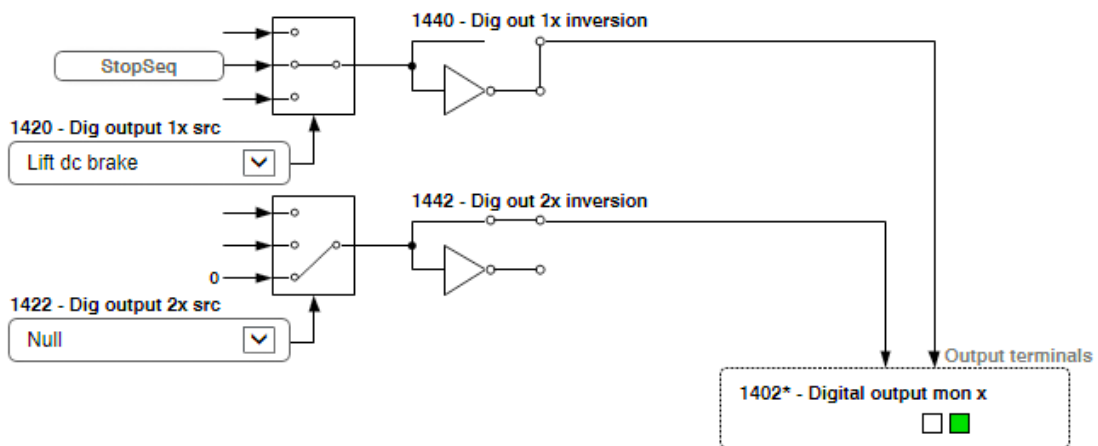 1440 - Dig out 1x inversion
StopSeq
1420 - Dig output 1x src
Lift dc brake
1442 - Dig out 2x inversion
0
1422 - Dig output 2x src
Null
Output terminals
1402* - Digital output mon x